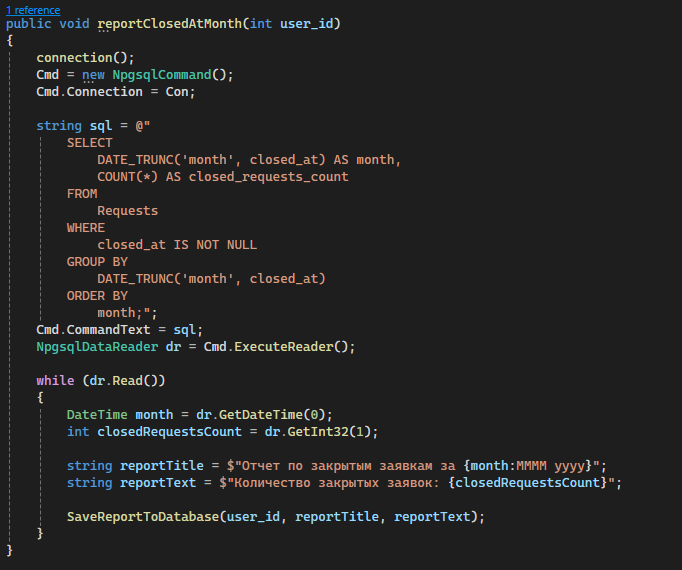 1 reference
public void reportClosedAtMonth(int user_id)
{
    connection();
    Cmd = new NpgsqlCommand();
    Cmd.Connection = Con;

    string sql = @"
        SELECT
            DATE_TRUNC('month', closed_at) AS month,
            COUNT(*) AS closed_requests_count
        FROM
            Requests
        WHERE
            closed_at IS NOT NULL
        GROUP BY
            DATE_TRUNC('month', closed_at)
        ORDER BY
            month;";
    Cmd.CommandText = sql;
    NpgsqlDataReader dr = Cmd.ExecuteReader();

    while (dr.Read())
    {
        DateTime month = dr.GetDateTime(0);
        int closedRequestsCount = dr.GetInt32(1);

        string reportTitle = $"Отчет по закрытым заявкам за {month:MMMM yyyy}";
        string reportText = $"Количество закрытых заявок: {closedRequestsCount}";

        SaveReportToDatabase(user_id, reportTitle, reportText);
    }
}